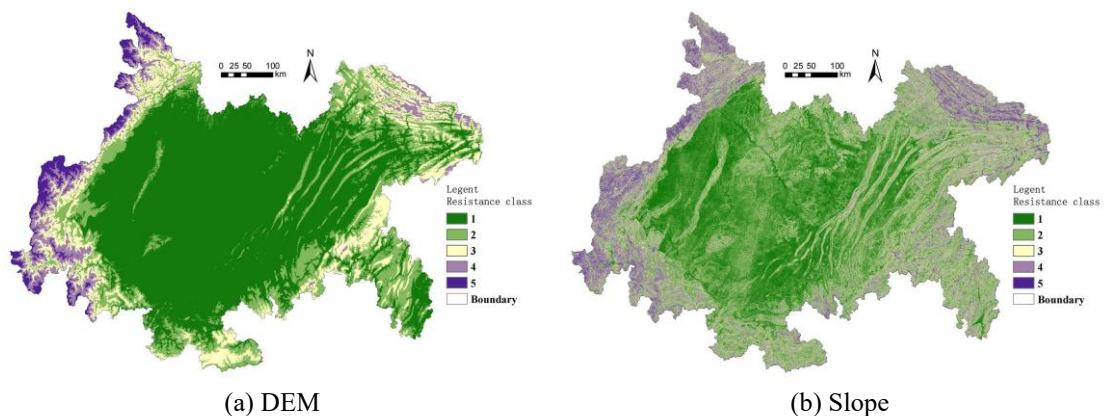 N
0 25 50 100
km
Legent
Resistance class
1
2
3
4
5
Boundary
(a) DEM
N
0 25 50 100
km
Legent
Resistance class
1
2
3
4
5
Boundary
(b) Slope